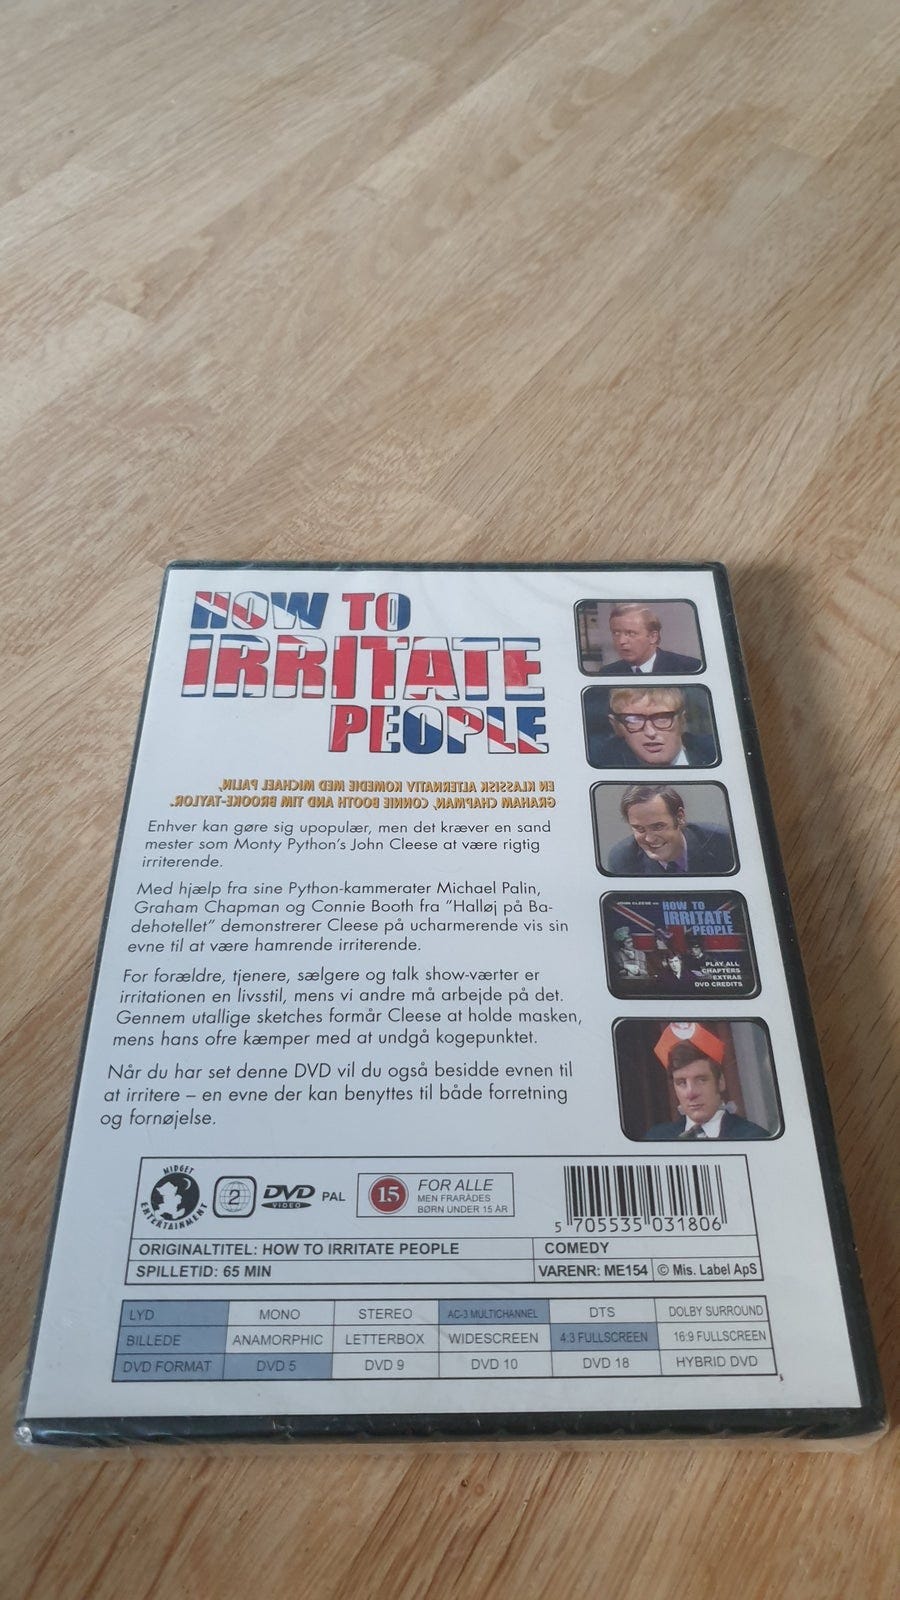 HOW TO
IRRITATE
PEOPLE
EN KLASSISK ALTERNATIV KOMEDIE MED MICHAEL PALIN,
GRAHAM CHAPMAN, CONNIE BOOTH AND TIM BROOKE-TAYLOR.
Enhver kan gøre sig upopulær, men det kræver en sand
mester som Monty Python's John Cleese at være rigtig
irriterende.
Med hjælp fra sine Python-kammerater Michael Palin,
Graham Chapman og Connie Booth fra "Halløj på Ba-
dehotellet" demonstrerer Cleese på ucharmerende vis sin
evne til at være hamrende irriterende.
For forældre, tjenere, sælgere og talk show-værter er
irritationen en livsstil, mens vi andre må arbejde på det.
Gennem utallige sketches formår Cleese at holde masken,
mens hans ofre kæmper med at undgå kogepunktet.
Når du har set denne DVD vil du også besidde evnen til
at irritere – en evne der kan benyttes til både forretning
og fornøjelse.
HOW TO
IRRITATE
PEOPLE
PLAY ALL
CHAPTERS
EXTRAS
DVD CREDITS
MIDGET
ENTERTAINMENT
2
DVD
VIDEO
PAL
15
FOR ALLE
MEN FRARÅDES
BØRN UNDER 15 ÅR
5 705535 031806
ORIGINALTITEL: HOW TO IRRITATE PEOPLE COMEDY
SPILLETID: 65 MIN VARENR: ME154 © Mis. Label ApS
LYD MONO STEREO AC-3 MULTICHANNEL DTS DOLBY SURROUND
BILLEDE ANAMORPHIC LETTERBOX WIDESCREEN 4:3 FULLSCREEN 16:9 FULLSCREEN
DVD FORMAT DVD 5 DVD 9 DVD 10 DVD 18 HYBRID DVD